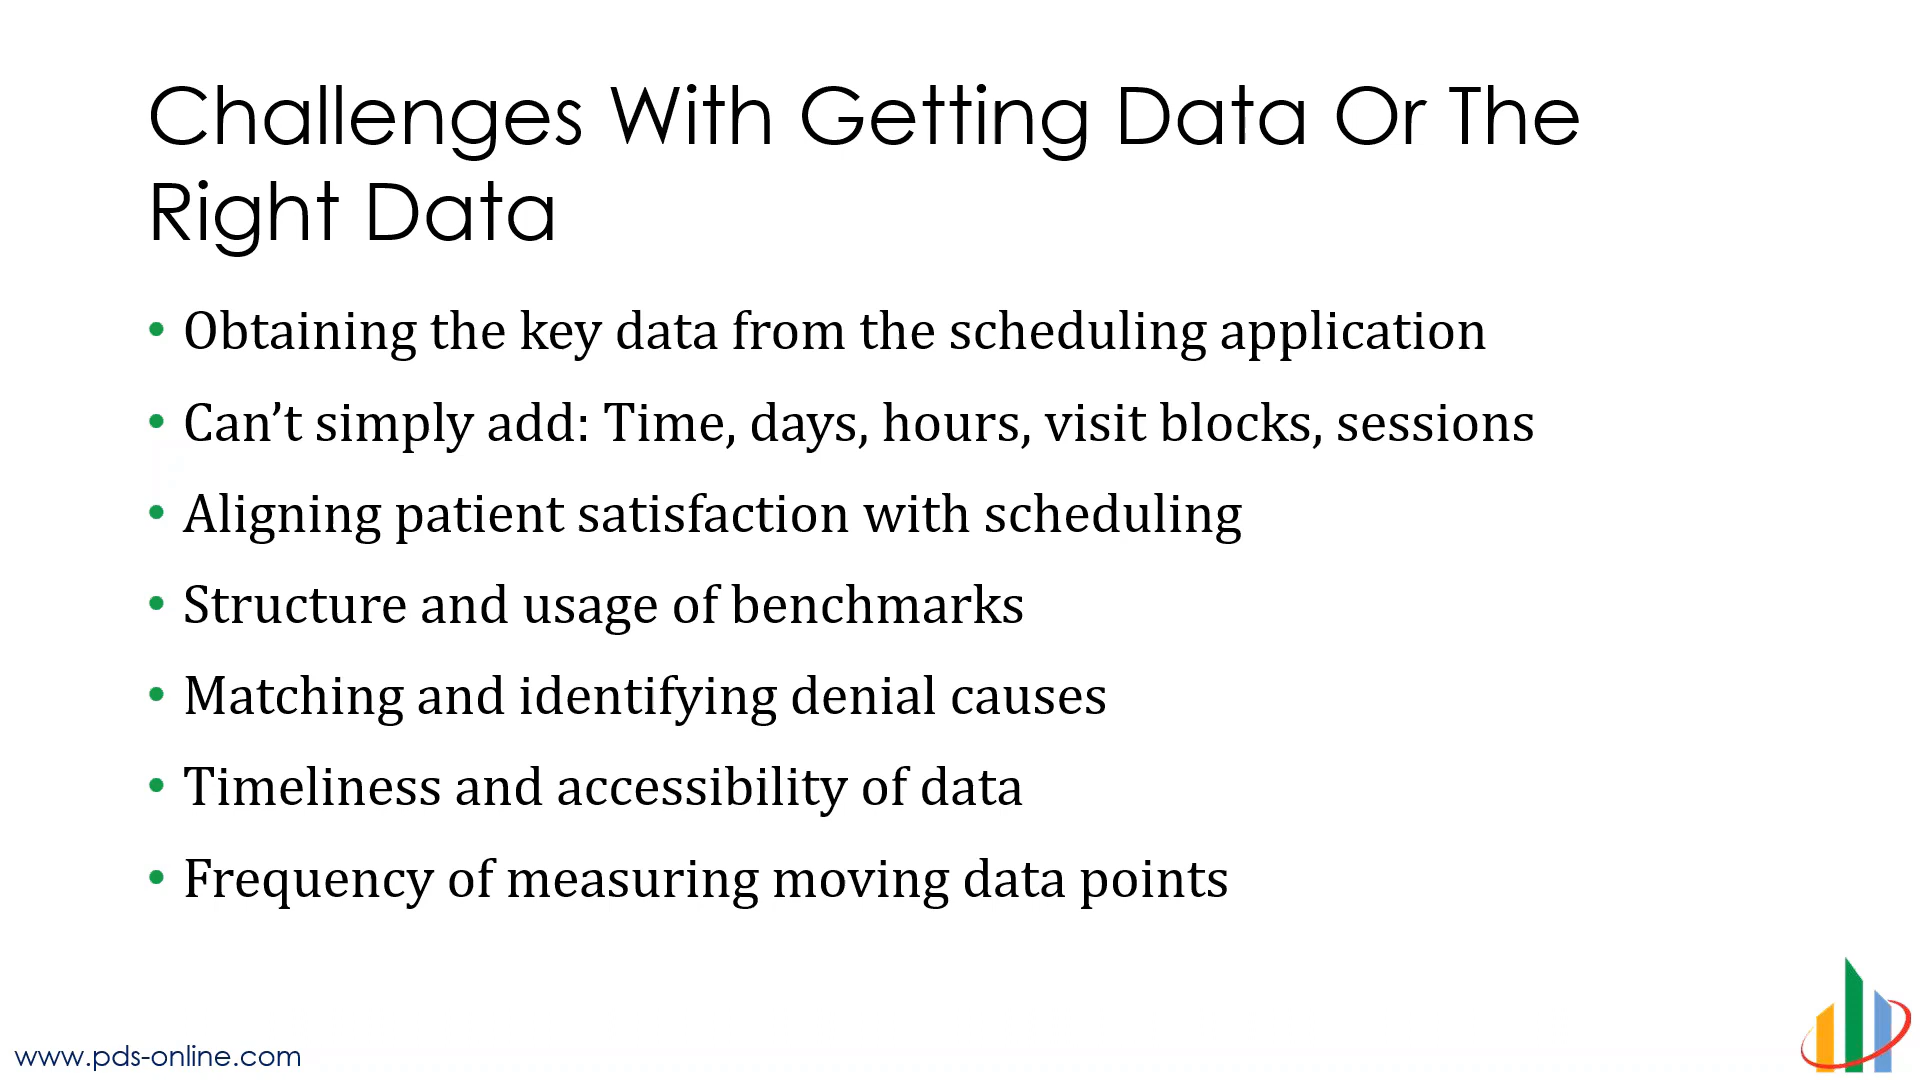 Challenges With Getting Data Or The
Right Data
• Obtaining the key data from the scheduling application
• Can’t simply add: Time, days, hours, visit blocks, sessions
• Aligning patient satisfaction with scheduling
• Structure and usage of benchmarks
• Matching and identifying denial causes
• Timeliness and accessibility of data
• Frequency of measuring moving data points
www.pds-online.com